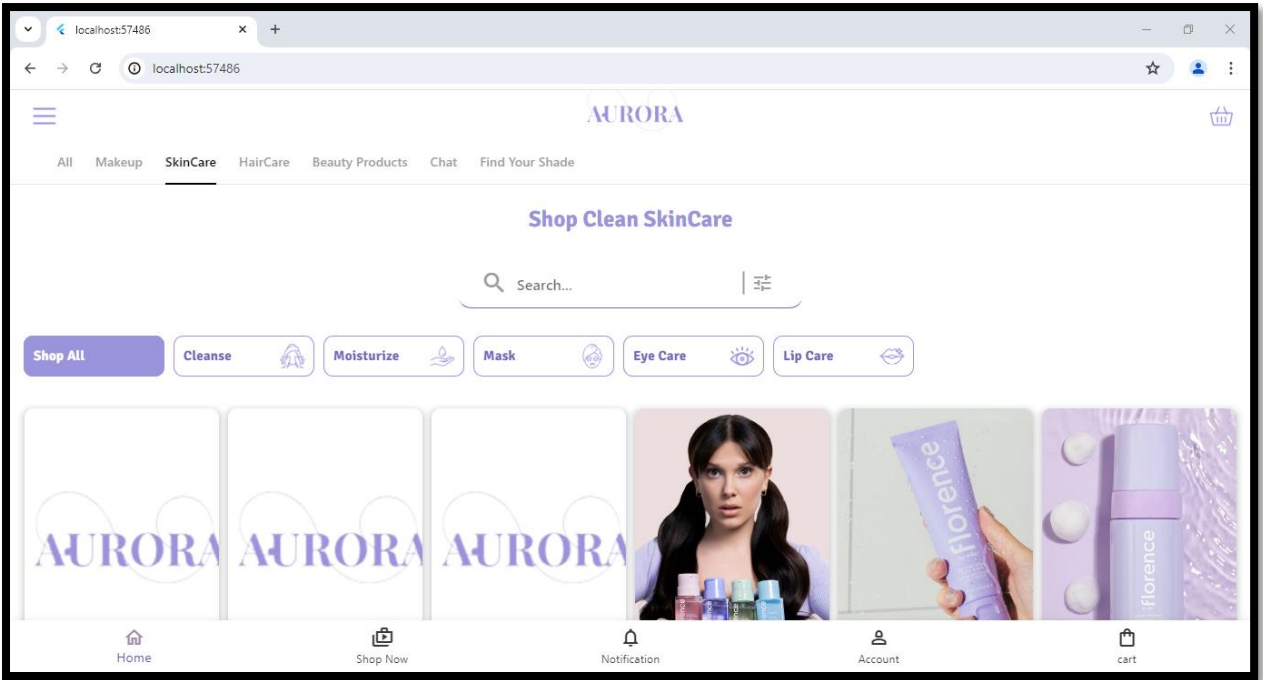 localhost:57486
localhost:57486
AURORA
All Makeup SkinCare HairCare Beauty Products Chat Find Your Shade
Shop Clean SkinCare
Search...
Shop All Cleanse Moisturize Mask Eye Care Lip Care
AURORA AURORA AURORA florence florence
Home Shop Now Notification Account cart